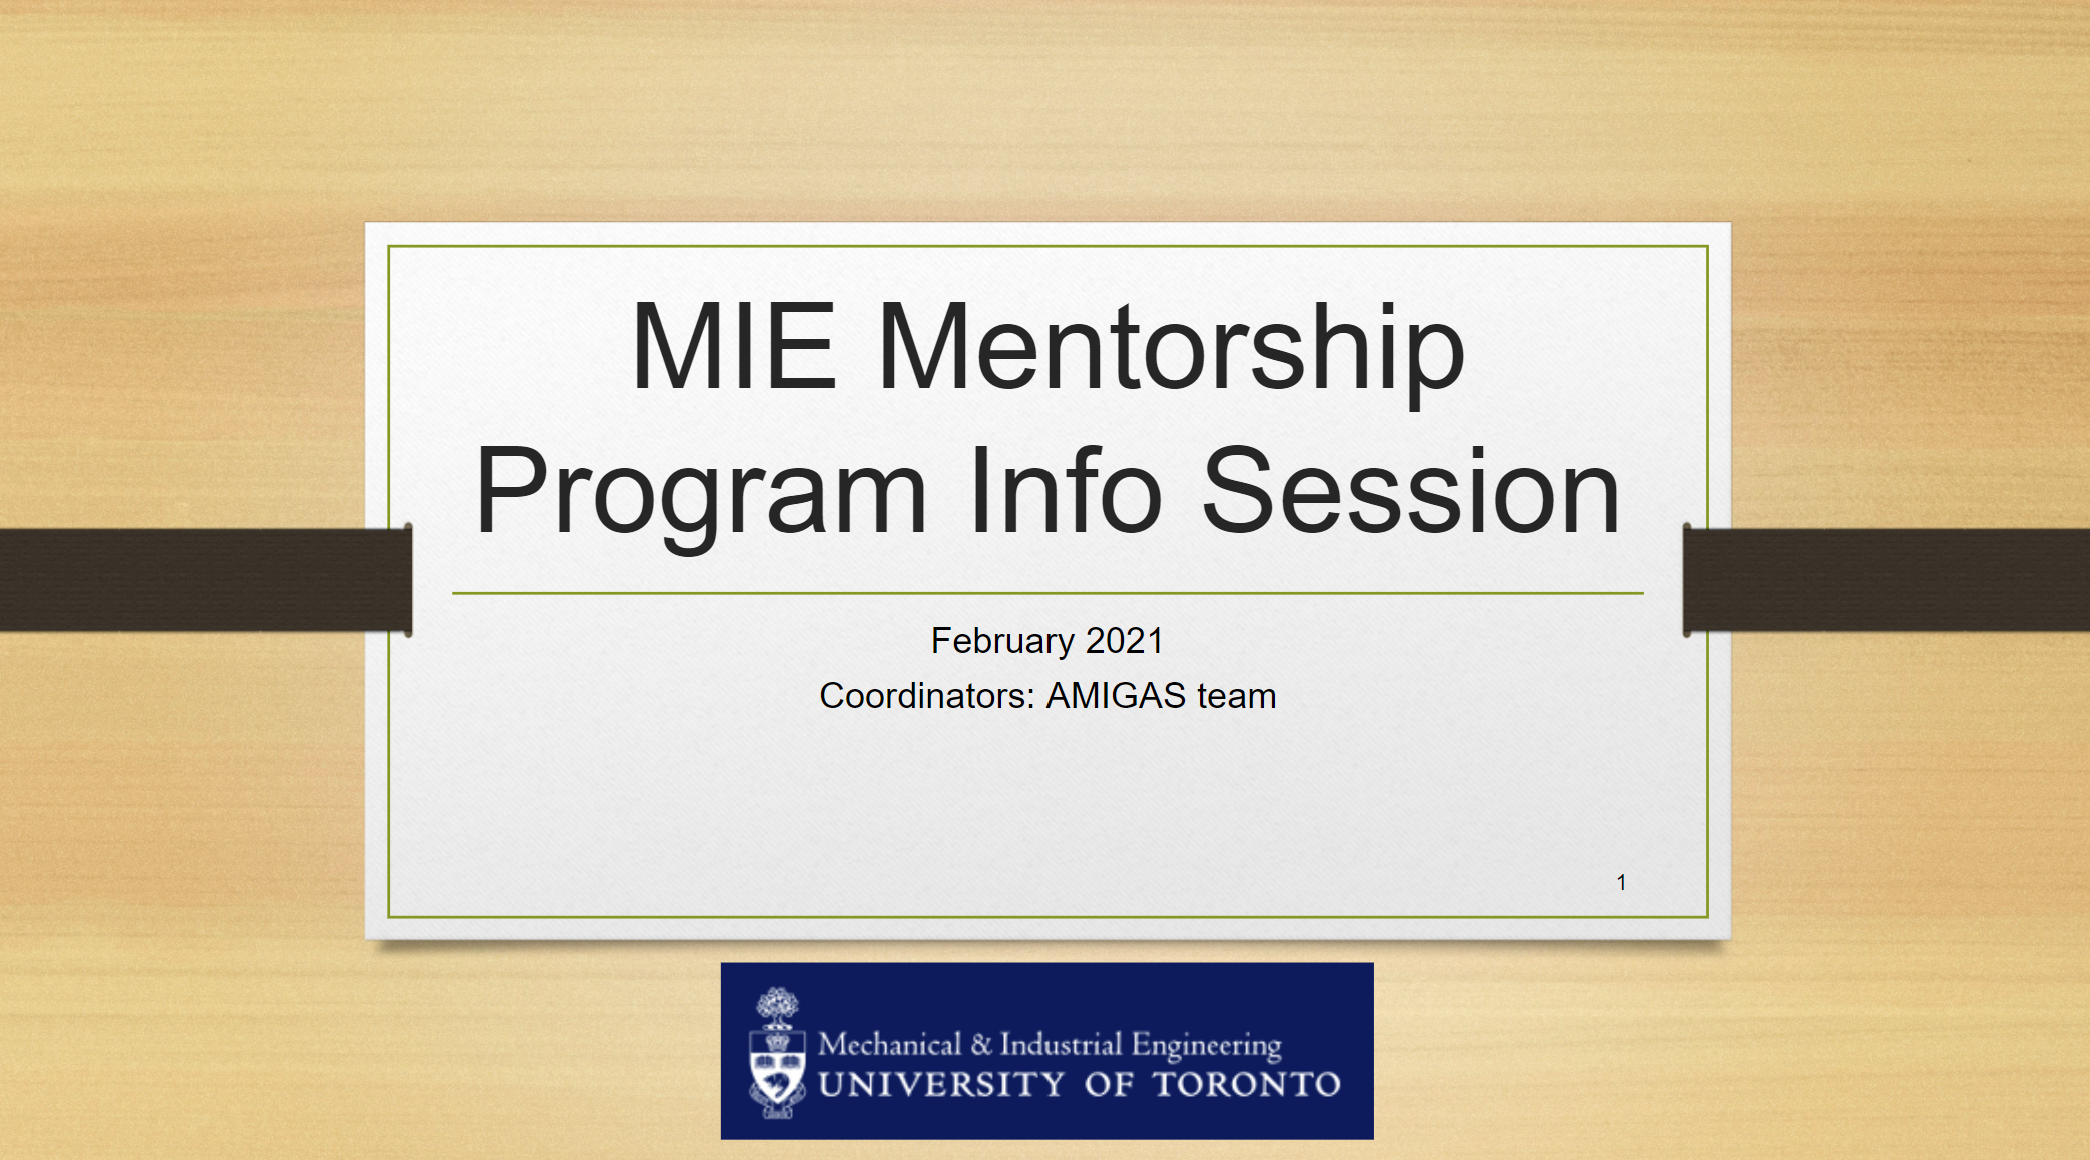 MIE Mentorship
Program Info Session
February 2021
Coordinators: AMIGAS team
1
Mechanical & Industrial Engineering
UNIVERSITY OF TORONTO